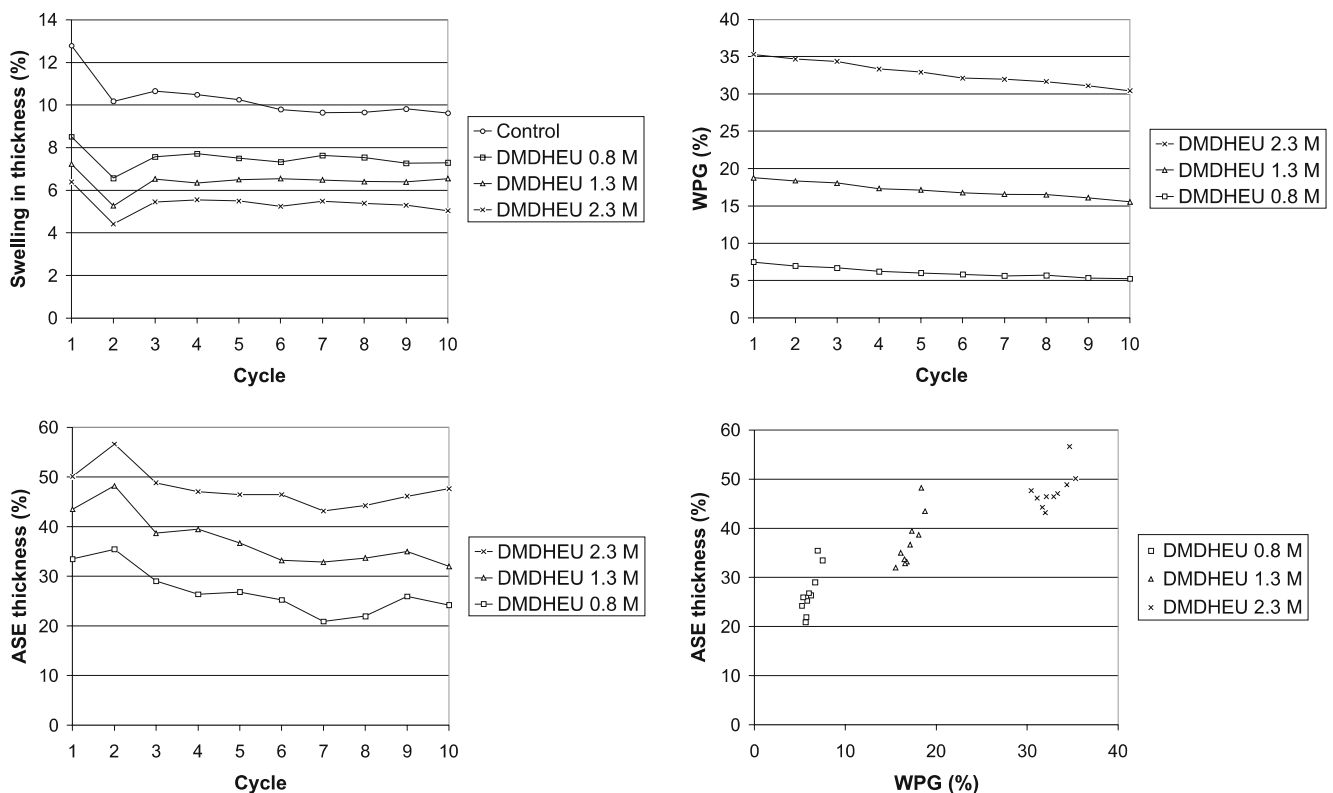 Swelling in thickness (%)
14
12
10
8
6
4
2
0
1 2 3 4 5 6 7 8 9 10
Cycle
Control
DMDHEU 0.8 M
DMDHEU 1.3 M
DMDHEU 2.3 M
WPG (%)
40
35
30
25
20
15
10
5
0
1 2 3 4 5 6 7 8 9 10
Cycle
DMDHEU 2.3 M
DMDHEU 1.3 M
DMDHEU 0.8 M
ASE thickness (%)
60
50
40
30
20
10
0
1 2 3 4 5 6 7 8 9 10
Cycle
DMDHEU 2.3 M
DMDHEU 1.3 M
DMDHEU 0.8 M
ASE thickness (%)
60
50
40
30
20
10
0
0 10 20 30 40
WPG (%)
DMDHEU 0.8 M
DMDHEU 1.3 M
DMDHEU 2.3 M